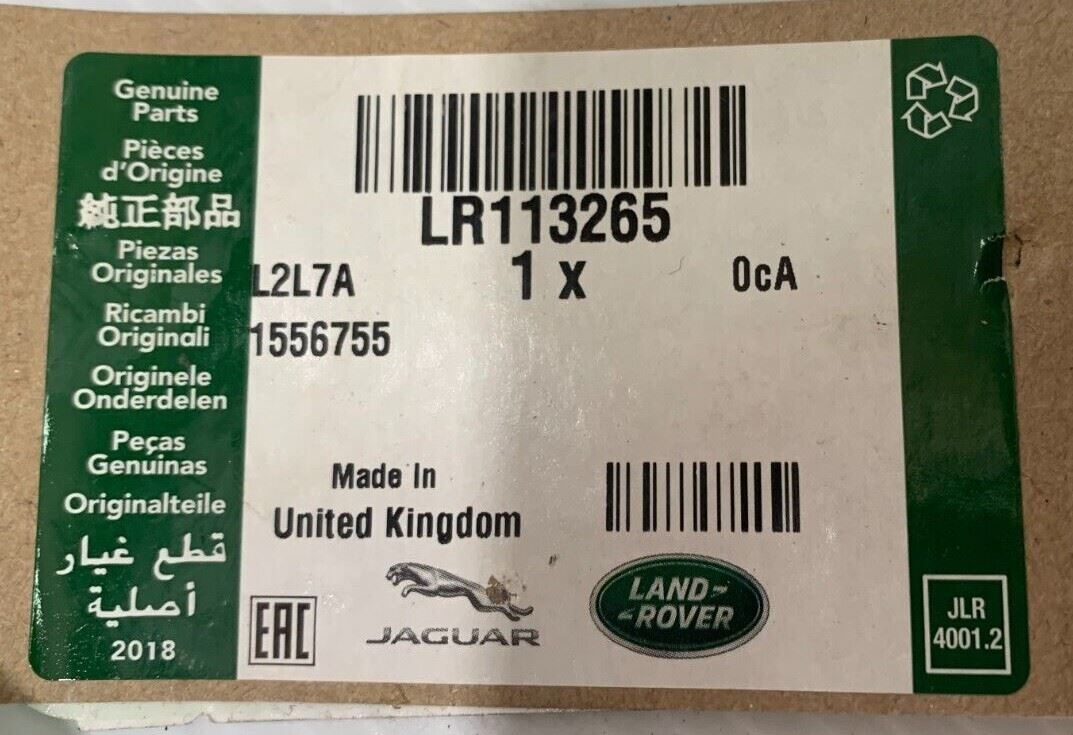 Genuine
Parts
Pièces
d'Origine
純正部品
Piezas
Originales
Ricambi
Originali
Originele
Onderdelen
Peças
Genuinas
Originalteile
قطع غيار
أصلية
2018
LR113265
1 x
0cA
L2L7A
1556755
Made In
United Kingdom
EAC
JAGUAR
LAND-
-ROVER
JLR
4001.2